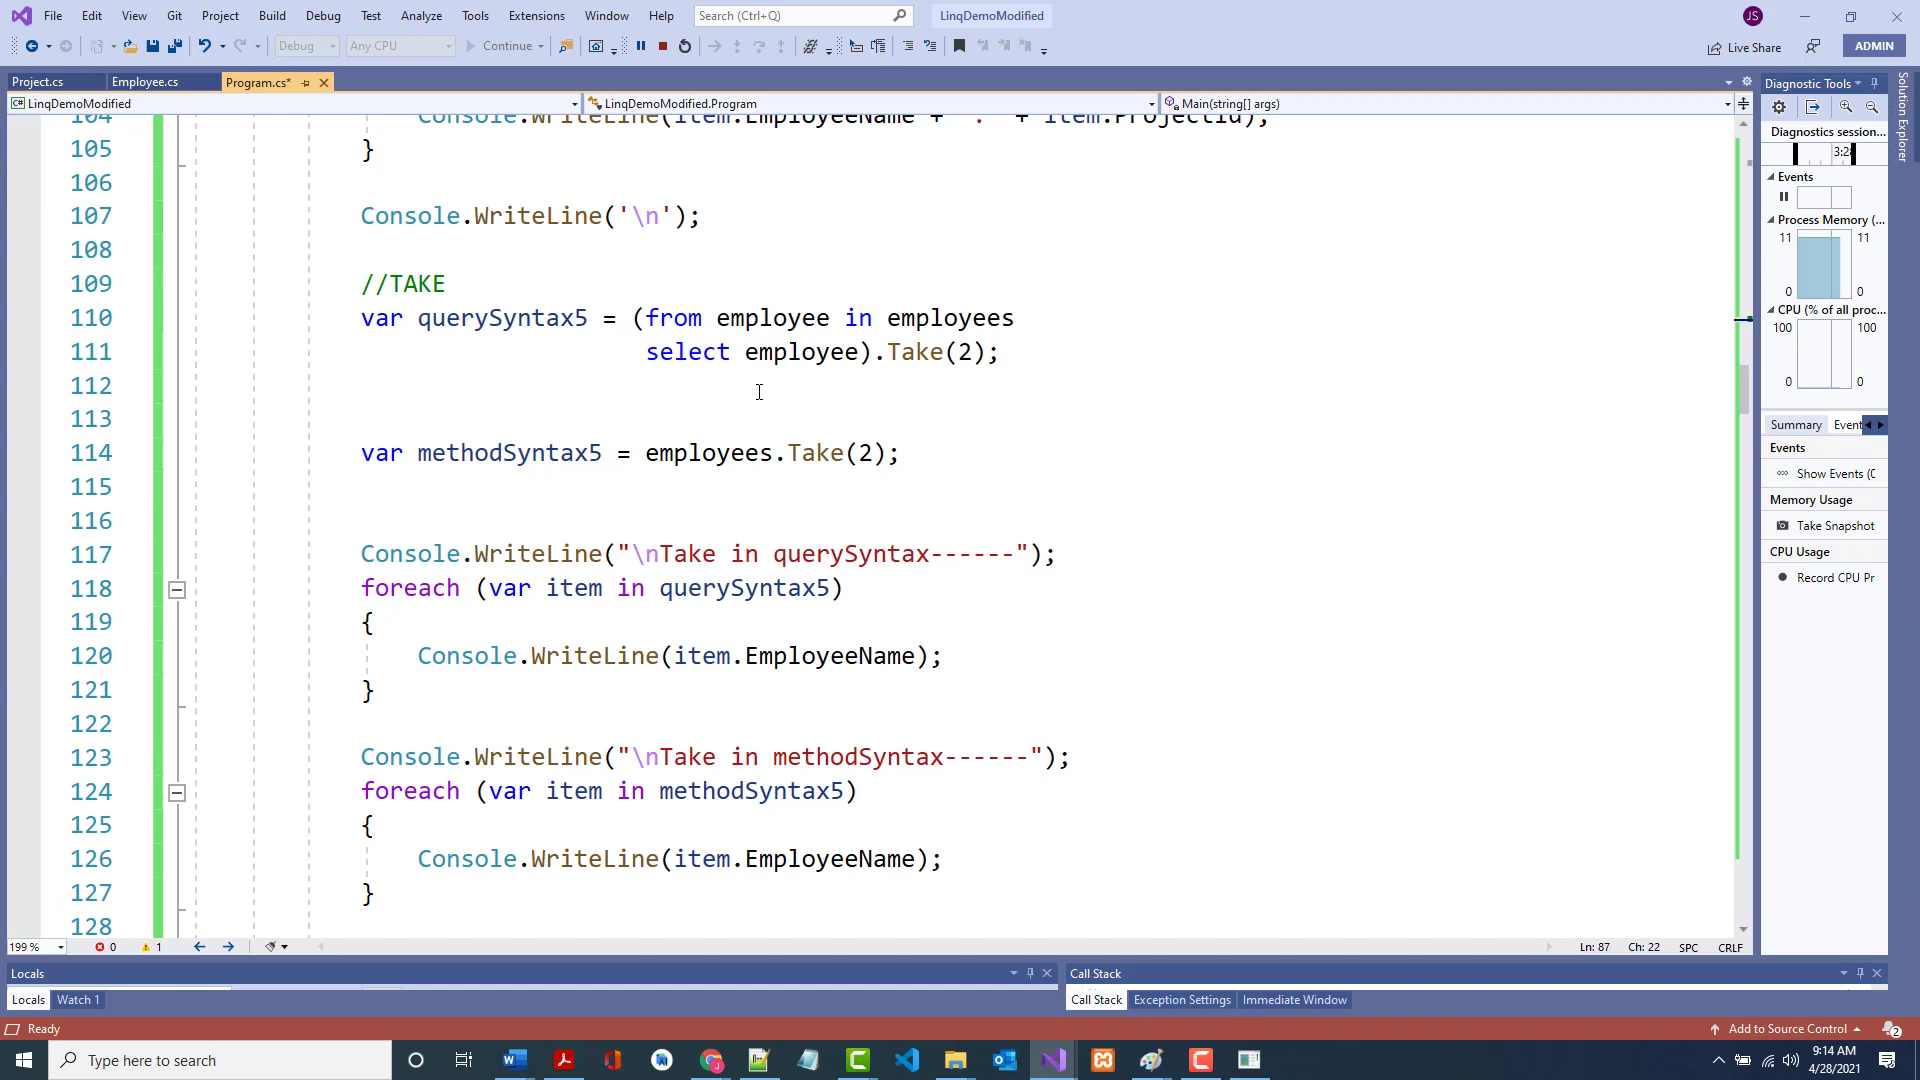 File Edit View Git Project Build Debug Test Analyze Tools Extensions Window Help Search (Ctrl+Q) LinqDemoModified JS
Debug Any CPU Continue Live Share ADMIN
Project.cs Employee.cs Program.cs* Diagnostic Tools
LinqDemoModified LinqDemoModified.Program Main(string[] args)
104 Console.WriteLine(item.EmployeeName + " . " + item.ProjectId);
105 }
106
107 Console.WriteLine('\n');
108
109 //TAKE
110 var querySyntax5 = (from employee in employees
111 select employee).Take(2);
112
113
114 var methodSyntax5 = employees.Take(2);
115
116
117 Console.WriteLine("\nTake in querySyntax------");
118 foreach (var item in querySyntax5)
119 {
120 Console.WriteLine(item.EmployeeName);
121 }
122
123 Console.WriteLine("\nTake in methodSyntax------");
124 foreach (var item in methodSyntax5)
125 {
126 Console.WriteLine(item.EmployeeName);
127 }
128
Diagnostics session...
3:2
Events
Process Memory (...
11 11
0 0
CPU (% of all proc...
100 100
0 0
Summary Event
Events
Show Events (
Memory Usage
Take Snapshot
CPU Usage
Record CPU Pr
Solution Explorer
199 % 0 1 Ln: 87 Ch: 22 SPC CRLF
Locals Call Stack
Locals Watch 1 Call Stack Exception Settings Immediate Window
Ready Add to Source Control 2
Type here to search
9:14 AM
4/28/2021